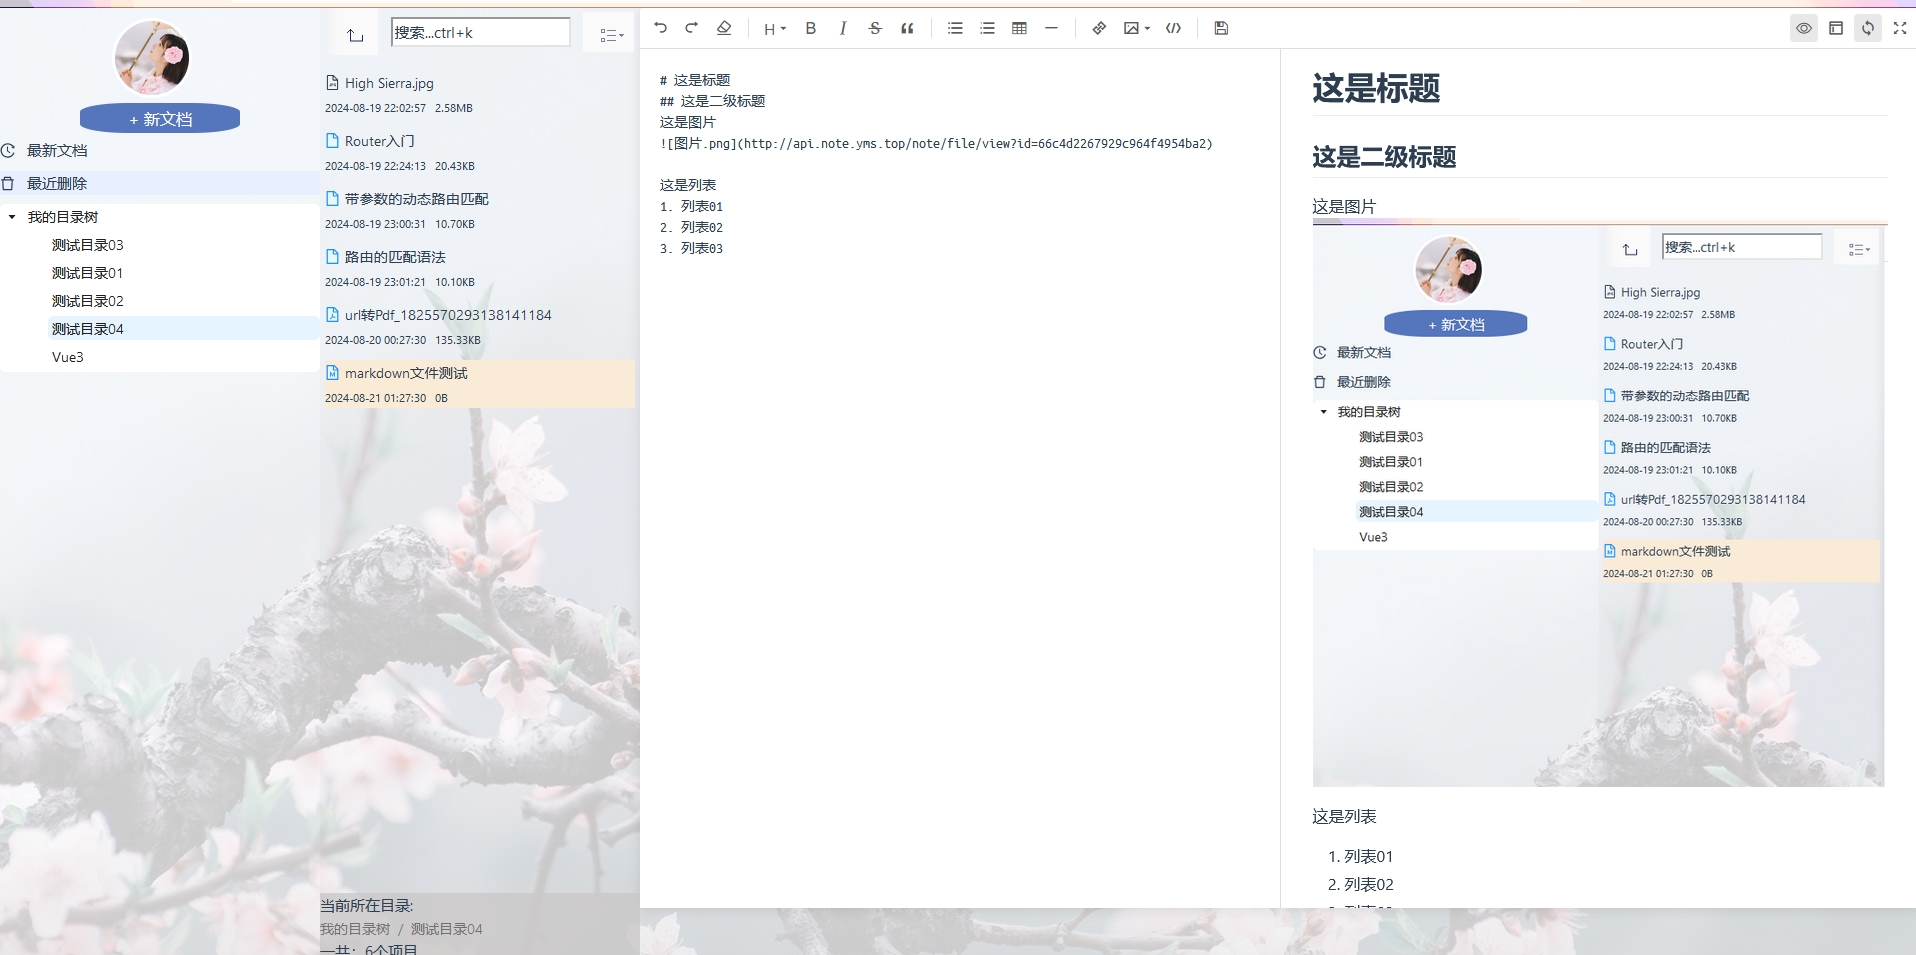 + 新文档
最新文档
最近删除
我的目录树
测试目录03
测试目录01
测试目录02
测试目录04
Vue3
搜索...ctrl+k
High Sierra.jpg
2024-08-19 22:02:57 2.58MB
Router入门
2024-08-19 22:24:13 20.43KB
带参数的动态路由匹配
2024-08-19 23:00:31 10.70KB
路由的匹配语法
2024-08-19 23:01:21 10.10KB
url转Pdf_1825570293138141184
2024-08-20 00:27:30 135.33KB
markdown文件测试
2024-08-21 01:27:30 0B
当前所在目录:
我的目录树 / 测试目录04
一共：6个项目
H B I S
# 这是标题
## 这是二级标题
这是图片
![图片.png](http://api.note.yms.top/note/file/view?id=66c4d2267929c964f4954ba2)
这是列表
1. 列表01
2. 列表02
3. 列表03
这是标题
这是二级标题
这是图片
+ 新文档
最新文档
最近删除
我的目录树
测试目录03
测试目录01
测试目录02
测试目录04
Vue3
搜索...ctrl+k
High Sierra.jpg
2024-08-19 22:02:57 2.58MB
Router入门
2024-08-19 22:24:13 20.43KB
带参数的动态路由匹配
2024-08-19 23:00:31 10.70KB
路由的匹配语法
2024-08-19 23:01:21 10.10KB
url转Pdf_1825570293138141184
2024-08-20 00:27:30 135.33KB
markdown文件测试
2024-08-21 01:27:30 0B
这是列表
1. 列表01
2. 列表02